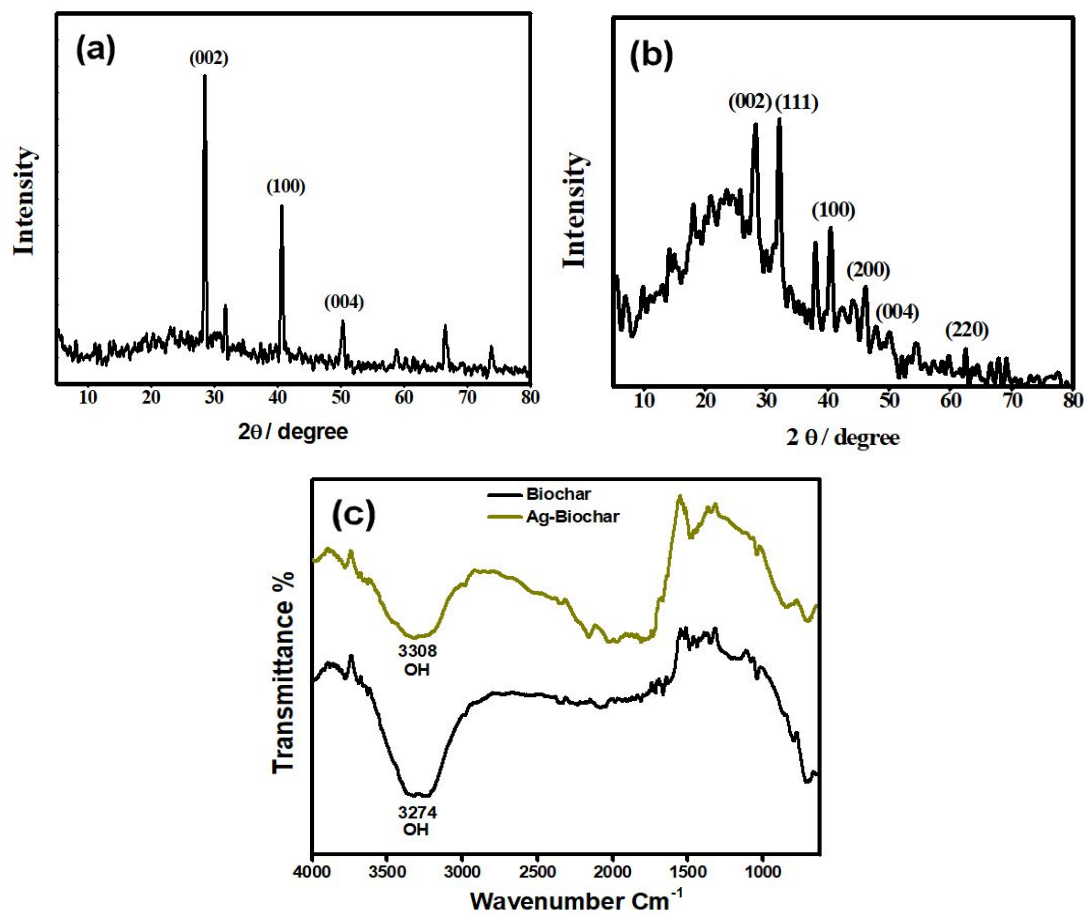 (a)
(002)
(100)
(004)
Intensity
10 20 30 40 50 60 70 80
2θ / degree
(b)
(002) (111)
(100)
(200)
(004)
(220)
Intensity
10 20 30 40 50 60 70 80
2 θ / degree
(c)
Biochar
Ag-Biochar
3308
OH
3274
OH
Transmittance %
4000 3500 3000 2500 2000 1500 1000
Wavenumber Cm⁻¹